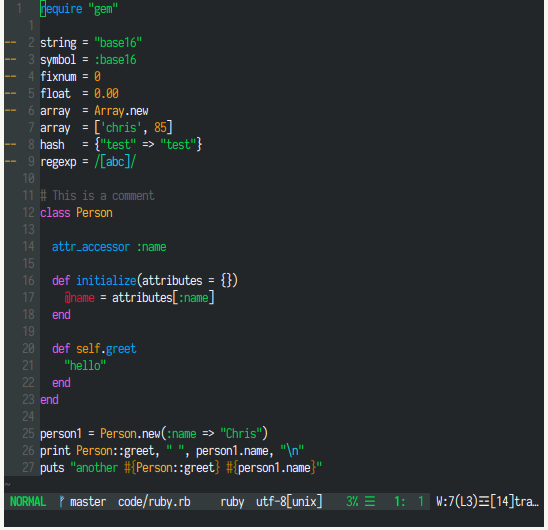 1 require "gem"
1
-- 2 string = "base16"
-- 3 symbol = :base16
-- 4 fixnum = 0
-- 5 float  = 0.00
-- 6 array  = Array.new
7 array  = ['chris', 85]
-- 8 hash   = {"test" => "test"}
-- 9 regexp = /[abc]/
10
11 # This is a comment
12 class Person
13
14   attr_accessor :name
15
16   def initialize(attributes = {})
17     @name = attributes[:name]
18   end
19
20   def self.greet
21     "hello"
22   end
23 end
24
25 person1 = Person.new(:name => "Chris")
26 print Person::greet, " ", person1.name, "\n"
27 puts "another #{Person::greet} #{person1.name}"
~
NORMAL master code/ruby.rb ruby utf-8[unix] 3% ☰ 1: 1 W:7(L3)☲[14]tra…